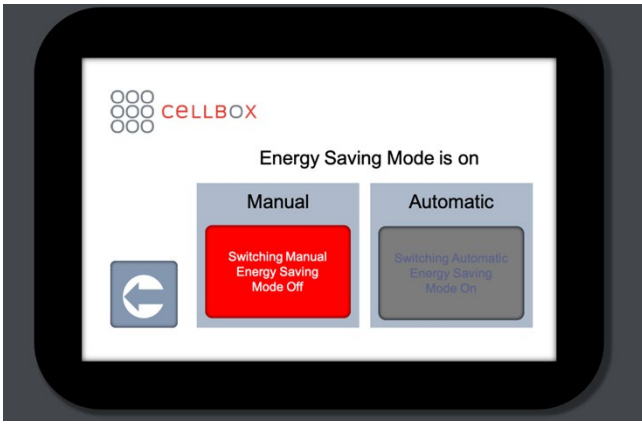 CELLBOX
Energy Saving Mode is on
Manual
Automatic
Switching Manual
Energy Saving
Mode Off
Switching Automatic
Energy Saving
Mode On